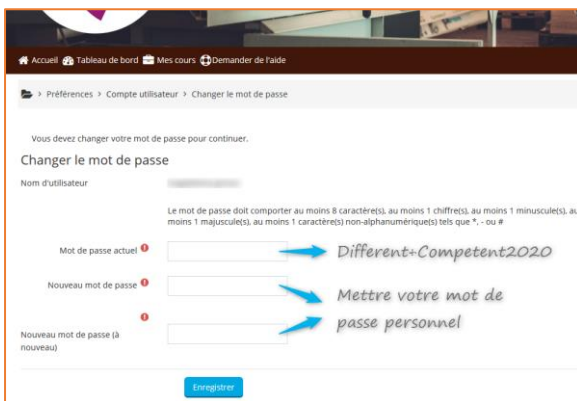 Accueil Tableau de bord Mes cours Demander de l'aide
> Préférences > Compte utilisateur > Changer le mot de passe
Vous devez changer votre mot de passe pour continuer.
Changer le mot de passe
Nom d'utilisateur
Le mot de passe doit comporter au moins 8 caractère(s), au moins 1 chiffre(s), au moins 1 minuscule(s), au
moins 1 majuscule(s), au moins 1 caractère(s) non-alphanumérique(s) tels que *, - ou #
Mot de passe actuel
Different+Competent2020
Nouveau mot de passe
Mettre votre mot de
passe personnel
Nouveau mot de passe (à
nouveau)
Enregistrer